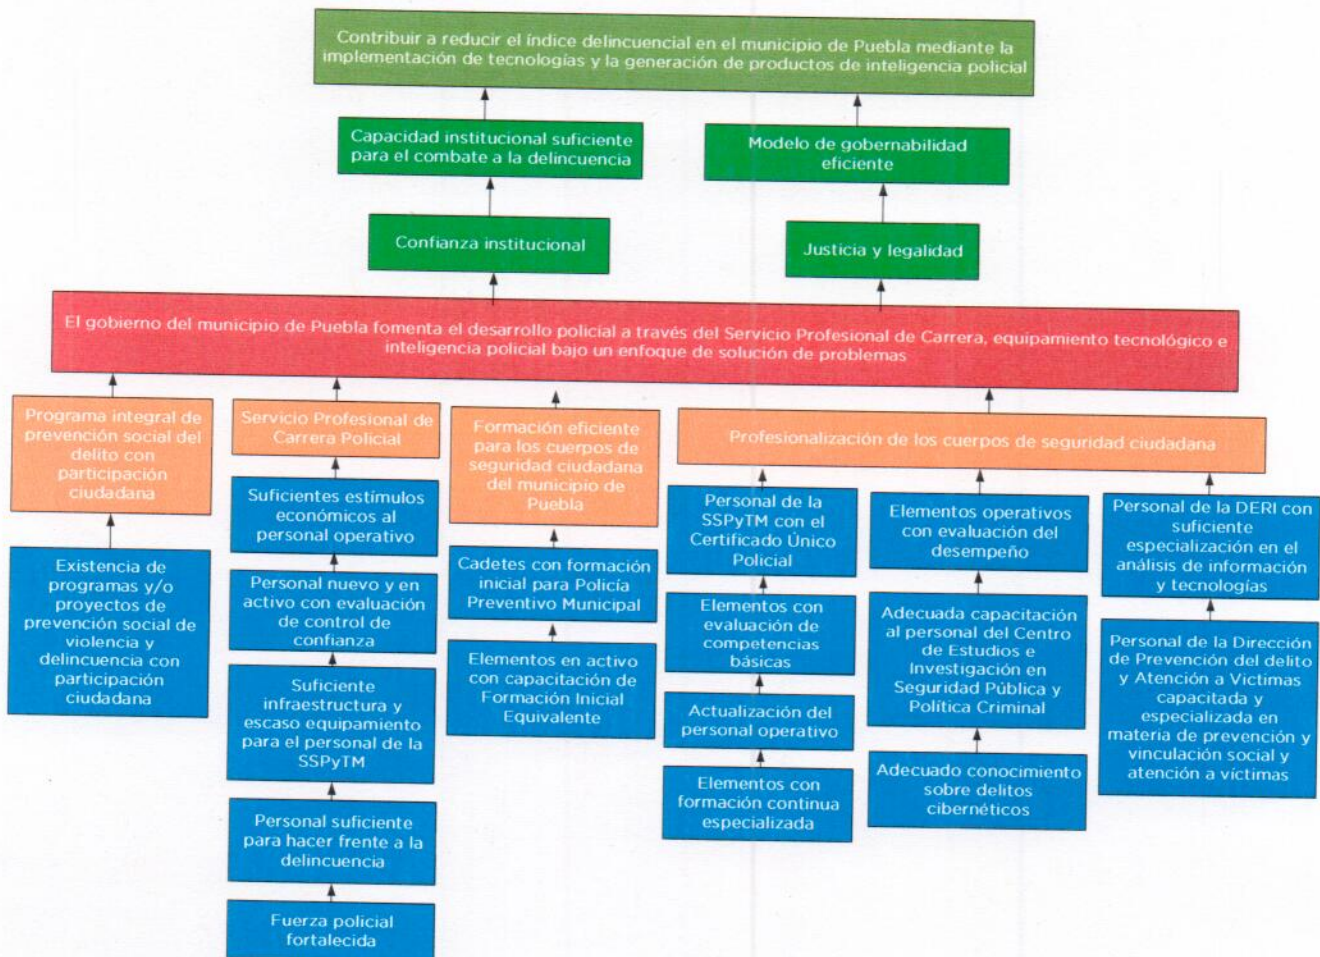 Contribuir a reducir el índice delincuencial en el municipio de Puebla mediante la
implementación de tecnologías y la generación de productos de inteligencia policial
Capacidad institucional suficiente
para el combate a la delincuencia
Modelo de gobernabilidad
eficiente
Confianza institucional
Justicia y legalidad
El gobierno del municipio de Puebla fomenta el desarrollo policial a través del Servicio Profesional de Carrera, equipamiento tecnológico e
inteligencia policial bajo un enfoque de solución de problemas
Programa integral de
prevención social del
delito con
participación
ciudadana
Existencia de
programas y/o
proyectos de
prevención social de
violencia y
delincuencia con
participación
ciudadana
Servicio Profesional de
Carrera Policial
Suficientes estímulos
económicos al
personal operativo
Personal nuevo y en
activo con evaluación
de control de
confianza
Suficiente
infraestructura y
escaso equipamiento
para el personal de la
SSPyTM
Personal suficiente
para hacer frente a la
delincuencia
Fuerza policial
fortalecida
Formación eficiente
para los cuerpos de
seguridad ciudadana
del municipio de
Puebla
Cadetes con formación
inicial para Policía
Preventivo Municipal
Elementos en activo
con capacitación de
Formación Inicial
Equivalente
Profesionalización de los cuerpos de seguridad ciudadana
Personal de la
SSPyTM con el
Certificado Único
Policial
Elementos con
evaluación de
competencias
básicas
Actualización del
personal operativo
Elementos con
formación continua
especializada
Elementos operativos
con evaluación del
desempeño
Adecuada capacitación
al personal del Centro
de Estudios e
Investigación en
Seguridad Pública y
Política Criminal
Adecuado conocimiento
sobre delitos
cibernéticos
Personal de la DERI con
suficiente
especialización en el
análisis de información
y tecnologías
Personal de la Dirección
de Prevención del delito
y Atención a Víctimas
capacitada y
especializada en
materia de prevención y
vinculación social y
atención a víctimas